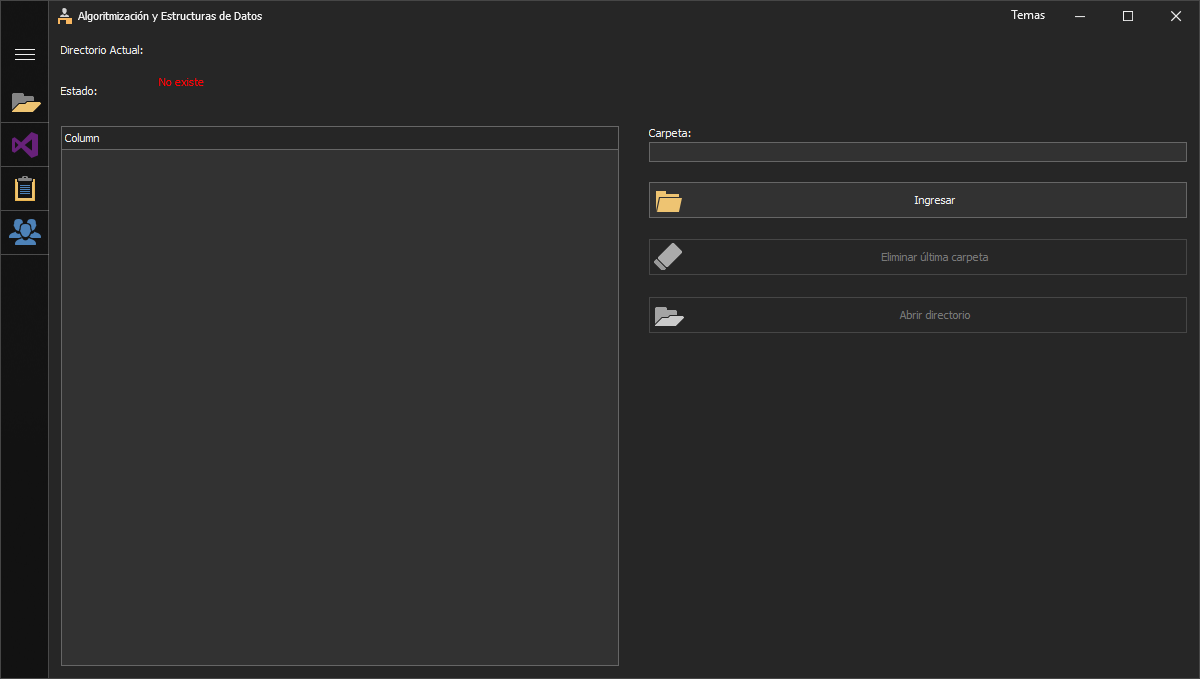 Algoritmización y Estructuras de Datos
Temas
Directorio Actual:
No existe
Estado:
Column
Carpeta:
Ingresar
Eliminar última carpeta
Abrir directorio